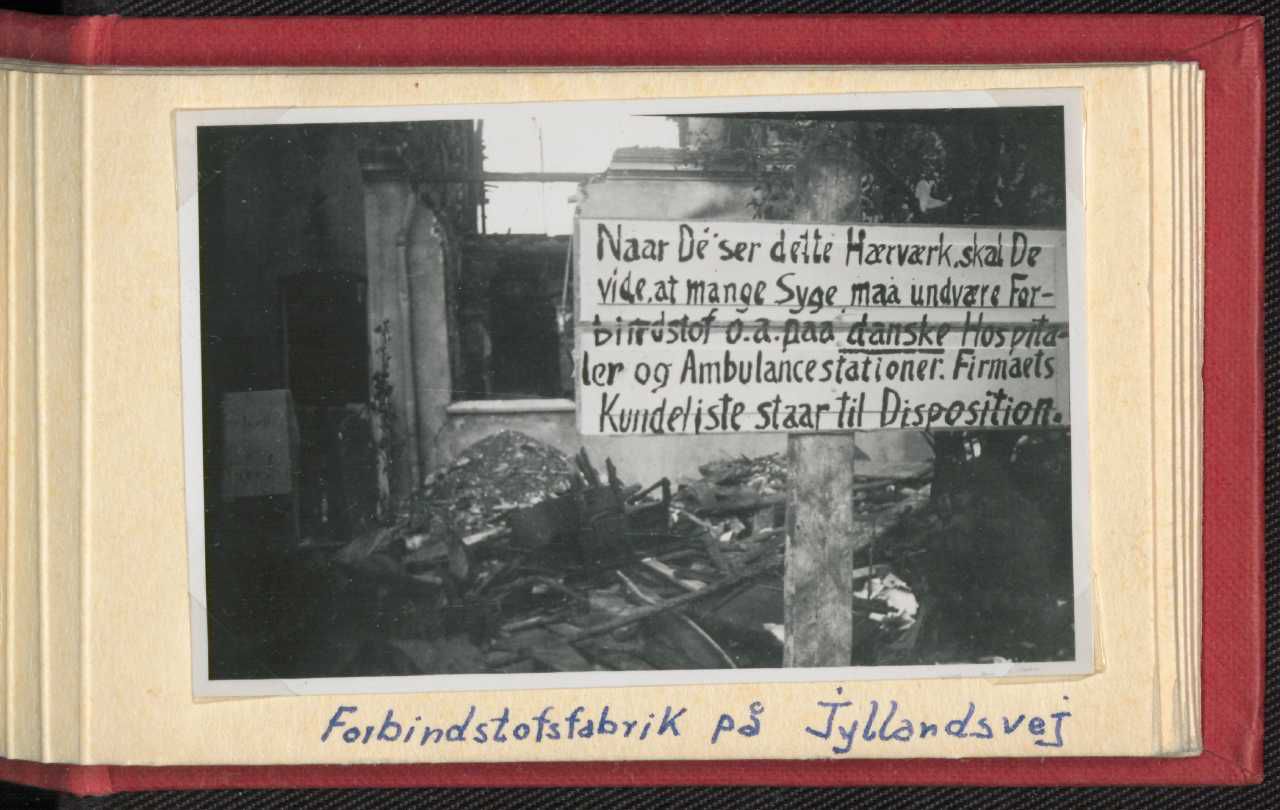 Naar De ser dette Hærværk, skal De
vide, at mange Syge maa undvære For-
bindstof o.a. paa danske Hospita-
ler og Ambulancestationer. Firmaets
Kundeliste staar til Disposition.
Forbindstofsfabrik på Jyllandsvej